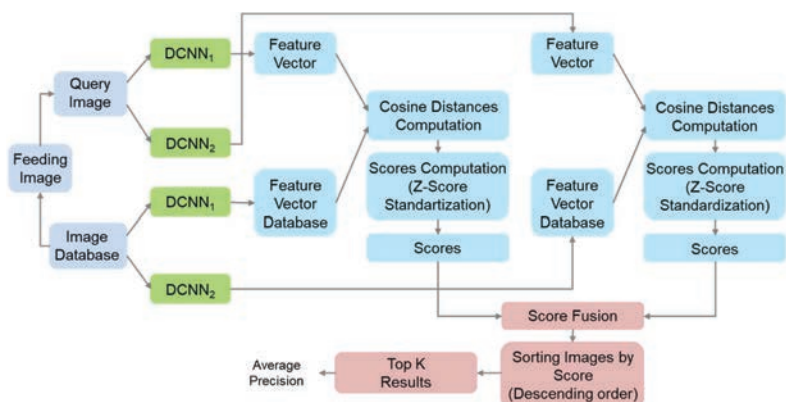 DCNN₁
Feature
Vector
Feature
Vector
Query
Image
Cosine Distances
Computation
Cosine Distances
Computation
DCNN₂
Feeding
Image
Scores Computation
(Z-Score
Standartization)
Scores Computation
(Z-Score
Standardization)
DCNN₁
Feature
Vector
Database
Feature
Vector
Database
Image
Database
Scores
Scores
DCNN₂
Score Fusion
Average
Precision
Top K
Results
Sorting Images by
Score
(Descending order)